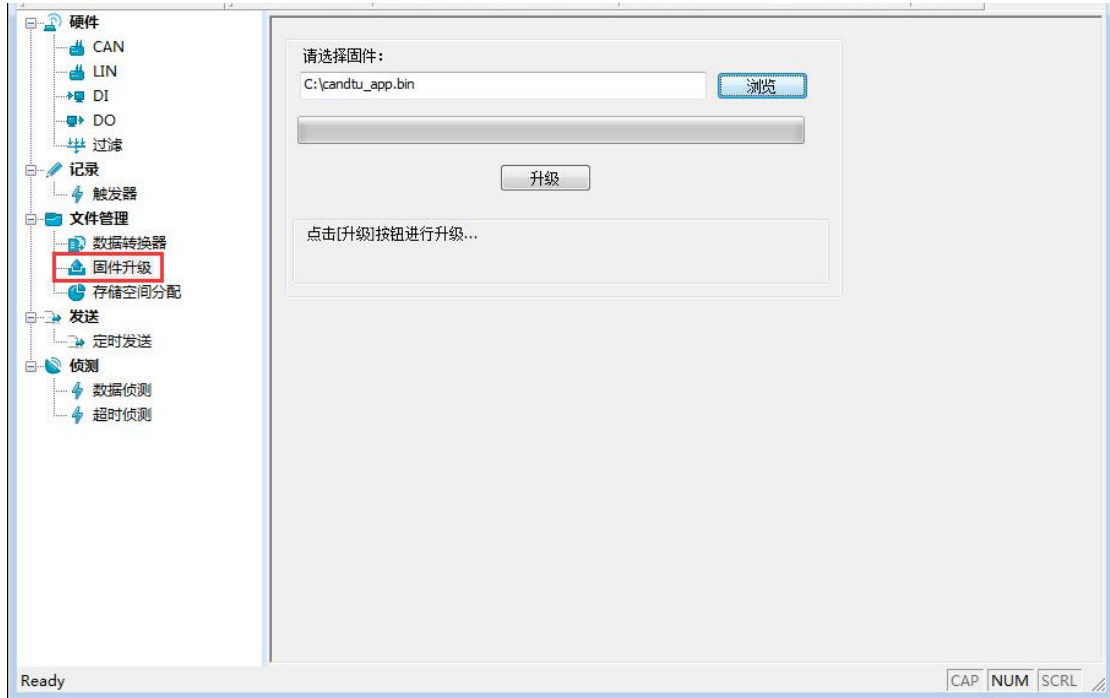 硬件
CAN
LIN
DI
DO
过滤
记录
触发器
文件管理
数据转换器
固件升级
存储空间分配
发送
定时发送
侦测
数据侦测
超时侦测
请选择固件:
C:\candtu_app.bin
浏览
升级
点击[升级]按钮进行升级...
Ready
CAP NUM SCRL